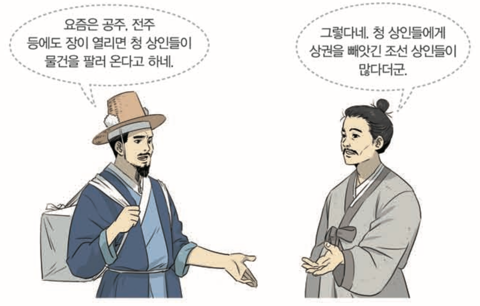 요즘은 공주, 전주
등에도 장이 열리면 청 상인들이
물건을 팔러 온다고 하네.
그렇다네. 청 상인들에게
상권을 빼앗긴 조선 상인들이
많다더군.